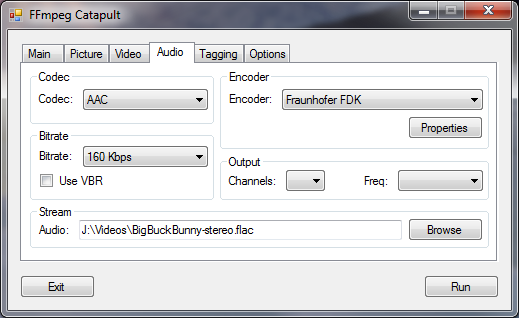 FFmpeg Catapult
Main Picture Video Audio Tagging Options
Codec
Codec: AAC
Encoder
Encoder: Fraunhofer FDK
Properties
Bitrate
Bitrate: 160 Kbps
Use VBR
Output
Channels: Freq:
Stream
Audio: J:\Videos\BigBuckBunny-stereo.flac Browse
Exit Run